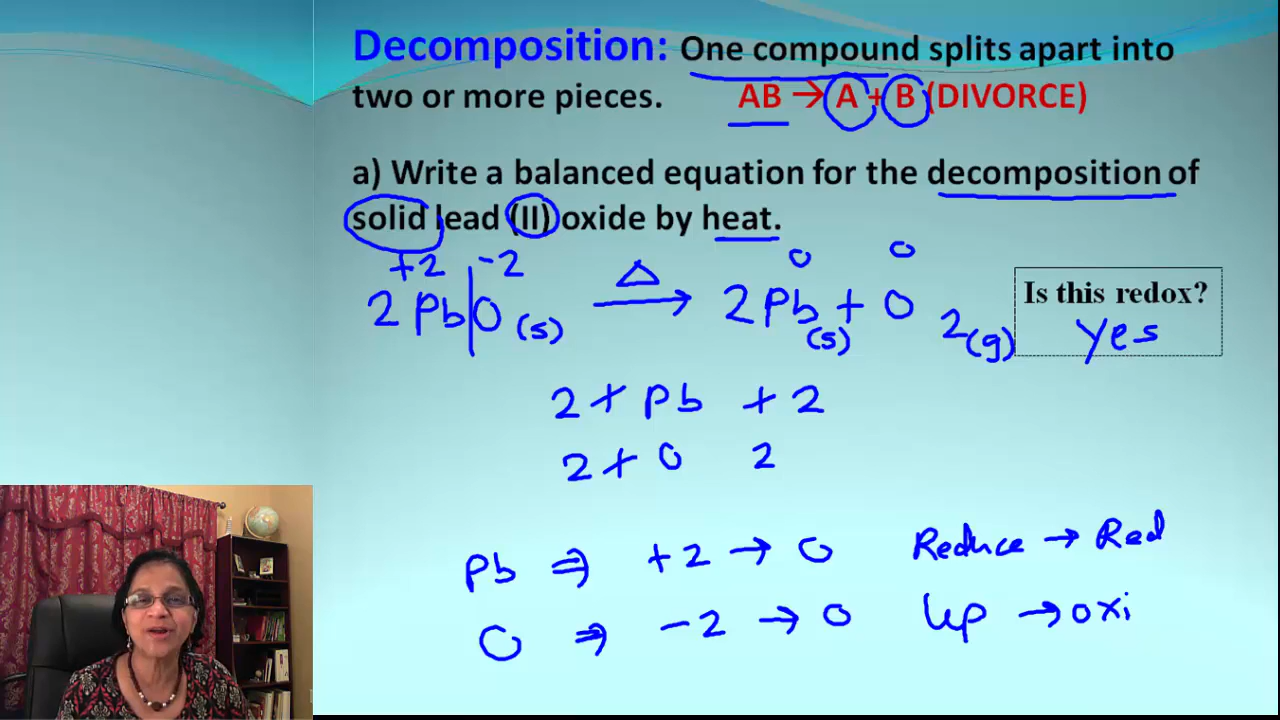 Decomposition: One compound splits apart into
two or more pieces. AB → A + B (DIVORCE)
a) Write a balanced equation for the decomposition of
solid lead (II) oxide by heat.
+2 -2 0 0
2 Pb|O (s) Δ → 2Pb (s) + O 2(g)
Is this redox?
Yes
2 + Pb + 2
2 + O 2
Pb ⇒ +2 → 0 Reduce → Red
O ⇒ -2 → 0 Up → oxi